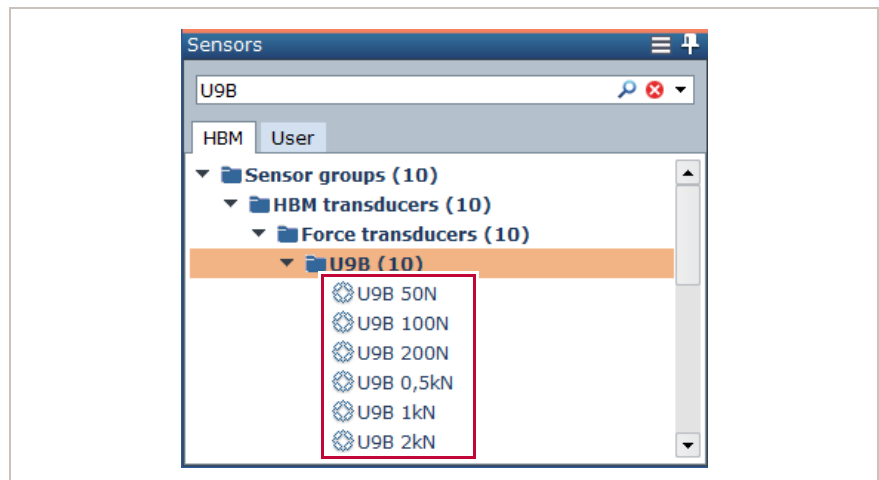 Sensors
U9B
HBM User
Sensor groups (10)
HBM transducers (10)
Force transducers (10)
U9B (10)
U9B 50N
U9B 100N
U9B 200N
U9B 0,5kN
U9B 1kN
U9B 2kN